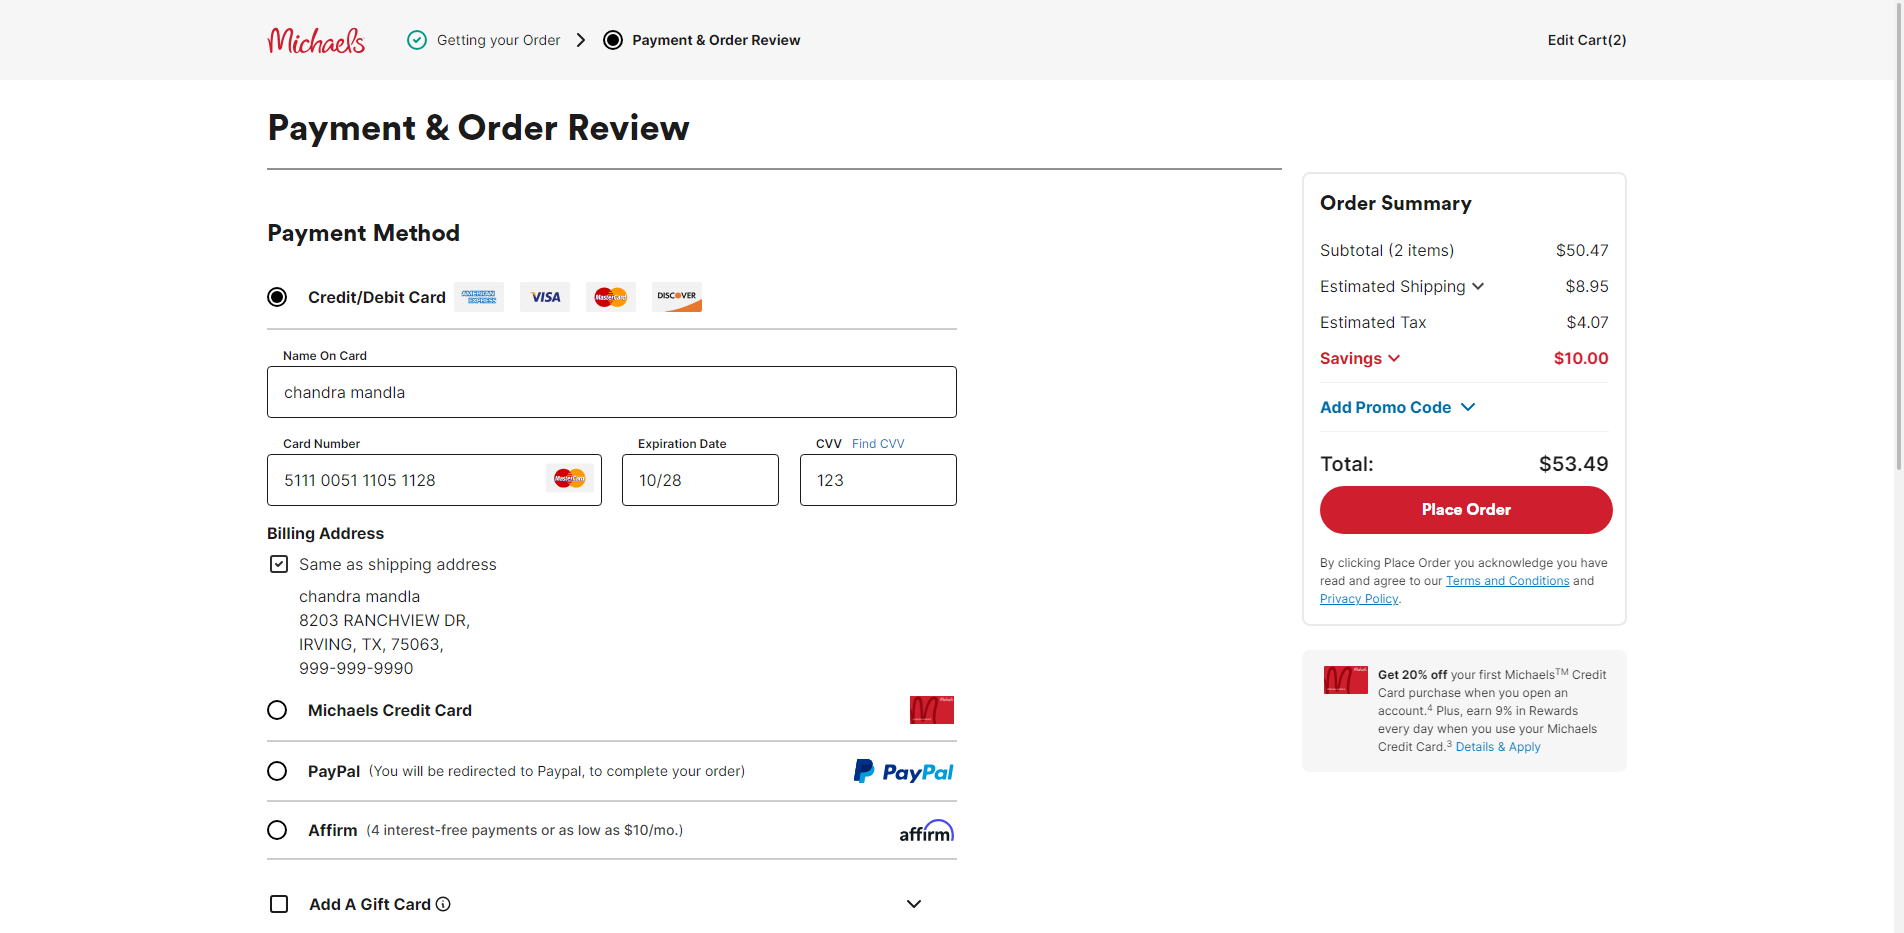 Michaels
Getting your Order
Payment & Order Review
Edit Cart(2)
Payment & Order Review
Payment Method
Credit/Debit Card
AMERICAN EXPRESS
VISA
MasterCard
DISCOVER
Name On Card
chandra mandla
Card Number
Expiration Date
CVV Find CVV
5111 0051 1105 1128
MasterCard
10/28
123
Billing Address
Same as shipping address
chandra mandla
8203 RANCHVIEW DR,
IRVING, TX, 75063,
999-999-9990
Michaels Credit Card
PayPal (You will be redirected to Paypal, to complete your order)
PayPal
Affirm (4 interest-free payments or as low as $10/mo.)
affirm
Add A Gift Card
Order Summary
Subtotal (2 items) $50.47
Estimated Shipping $8.95
Estimated Tax $4.07
Savings $10.00
Add Promo Code
Total: $53.49
Place Order
By clicking Place Order you acknowledge you have
read and agree to our Terms and Conditions and
Privacy Policy.
Get 20% off your first Michaels™ Credit
Card purchase when you open an
account.⁴ Plus, earn 9% in Rewards
every day when you use your Michaels
Credit Card.³ Details & Apply